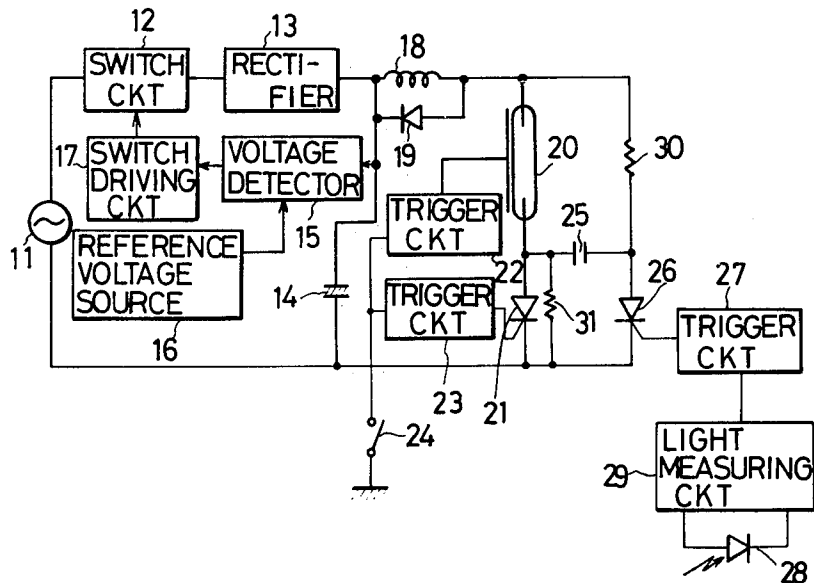 12
SWITCH
CKT
13
RECTI-
FIER
18
19
17
SWITCH
DRIVING
CKT
VOLTAGE
DETECTOR
15
20
30
11
REFERENCE
VOLTAGE
SOURCE
16
14
TRIGGER
CKT
22
25
26
27
TRIGGER
CKT
23
21
31
TRIGGER
CKT
24
LIGHT
MEASURING
CKT
29
28